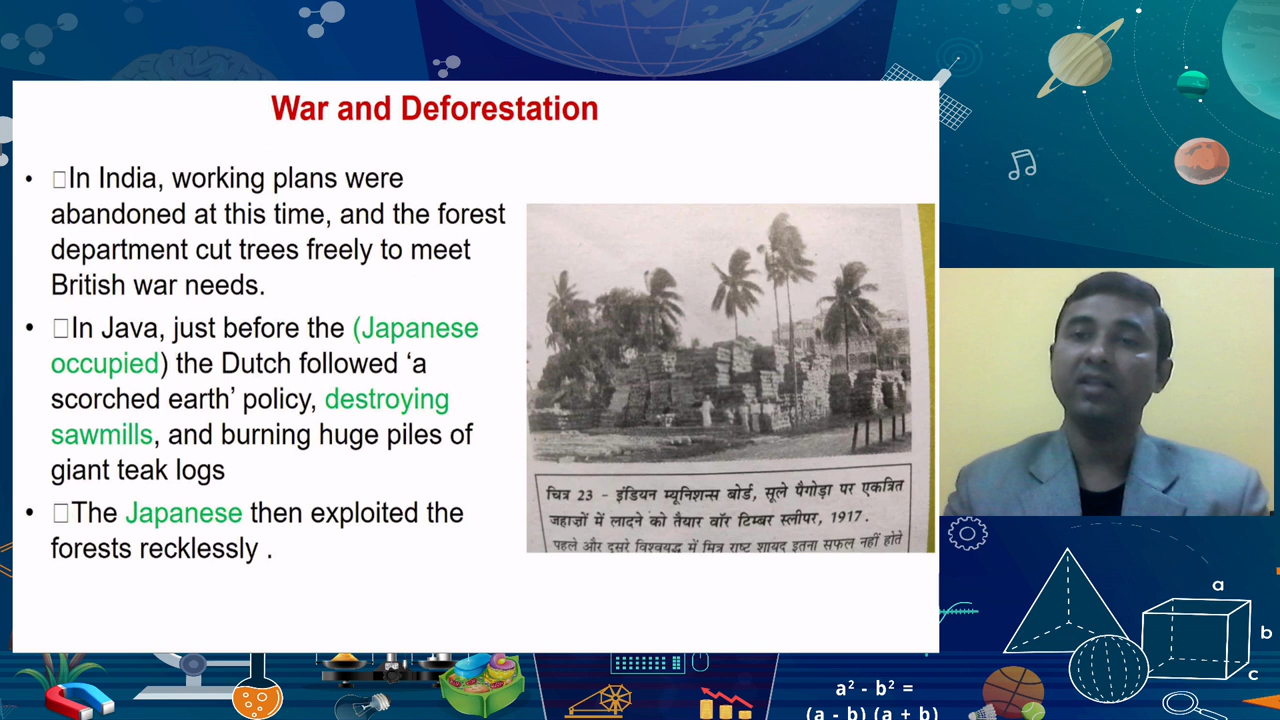 War and Deforestation
• In India, working plans were
abandoned at this time, and the forest
department cut trees freely to meet
British war needs.
• In Java, just before the (Japanese
occupied) the Dutch followed ‘a
scorched earth’ policy, destroying
sawmills, and burning huge piles of
giant teak logs
• The Japanese then exploited the
forests recklessly .
चित्र 23 - इंडियन म्यूनिशन्स बोर्ड, सूले पैगोड़ा पर एकत्रित
जहाज़ों में लादने को तैयार वॉर टिम्बर स्लीपर, 1917.
पहले और दूसरे विश्वयुद्ध में मित्र राष्ट शायद इतना सफल नहीं होते
a
b
c
a² - b² =
(a - b) (a + b)